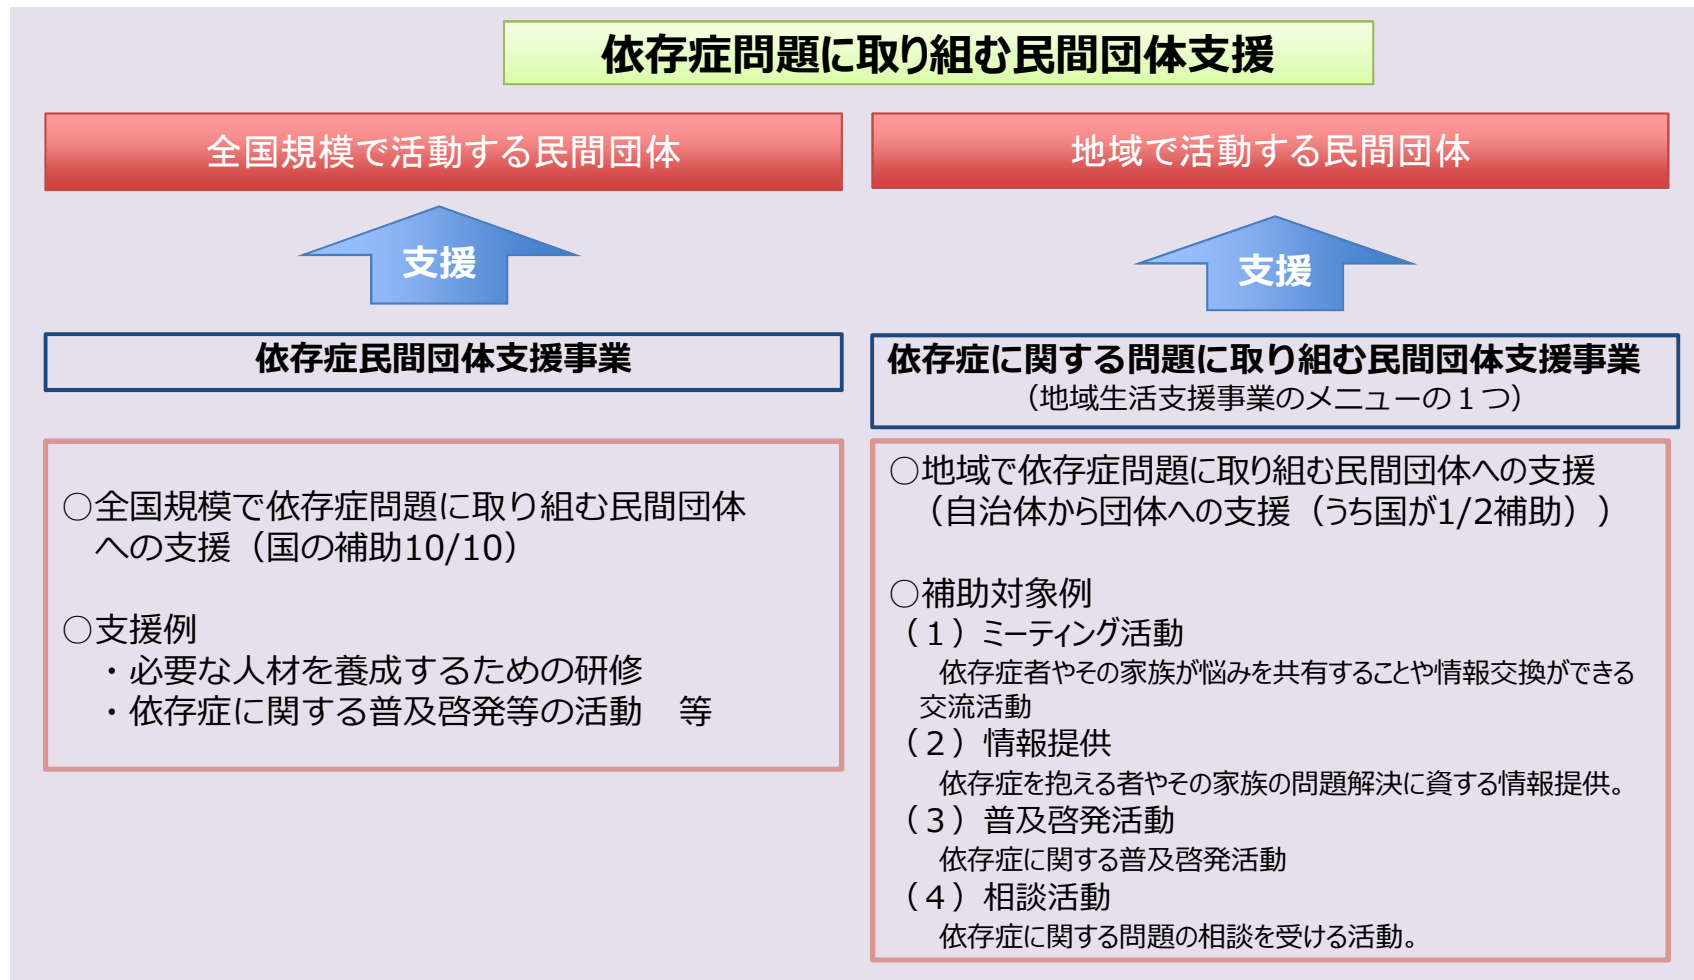 依存症問題に取り組む民間団体支援
全国規模で活動する民間団体
支援
依存症民間団体支援事業
○全国規模で依存症問題に取り組む民間団体
への支援（国の補助10/10）
○支援例
・必要な人材を養成するための研修
・依存症に関する普及啓発等の活動　等
地域で活動する民間団体
支援
依存症に関する問題に取り組む民間団体支援事業
（地域生活支援事業のメニューの１つ）
○地域で依存症問題に取り組む民間団体への支援
（自治体から団体への支援（うち国が1/2補助））
○補助対象例
（１）ミーティング活動
依存症者やその家族が悩みを共有することや情報交換ができる
交流活動
（２）情報提供
依存症を抱える者やその家族の問題解決に資する情報提供。
（３）普及啓発活動
依存症に関する普及啓発活動
（４）相談活動
依存症に関する問題の相談を受ける活動。